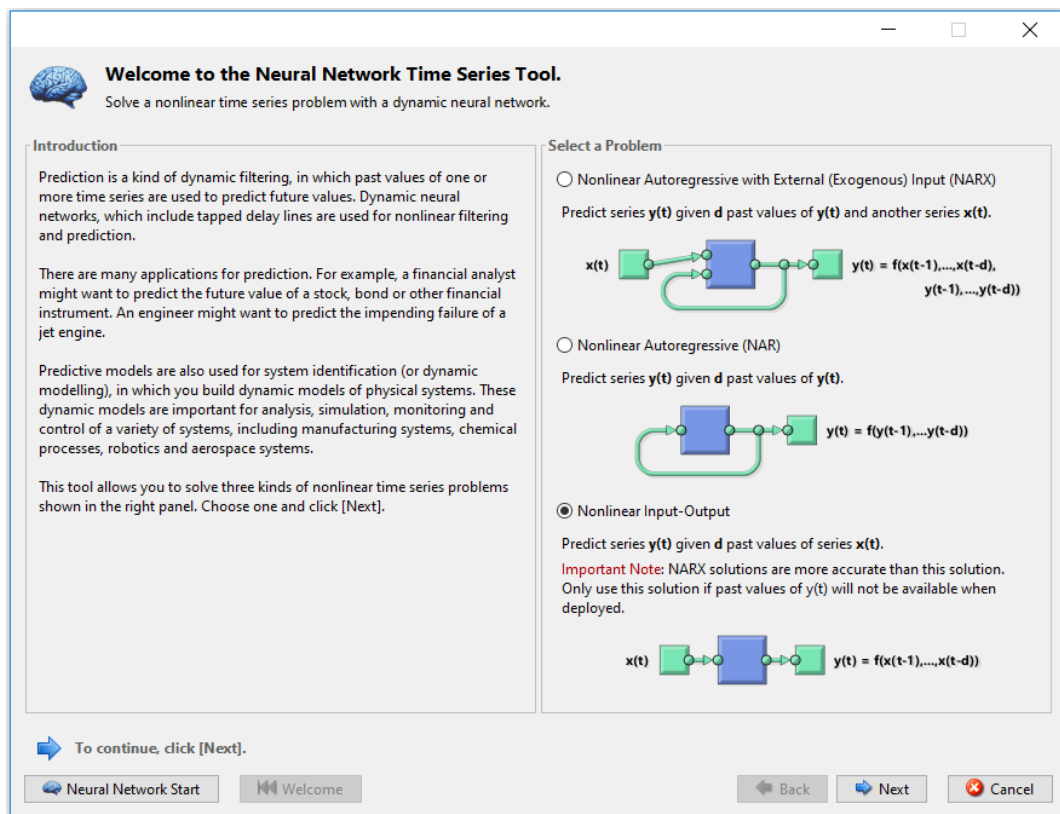 Welcome to the Neural Network Time Series Tool.
Solve a nonlinear time series problem with a dynamic neural network.
Introduction
Prediction is a kind of dynamic filtering, in which past values of one or
more time series are used to predict future values. Dynamic neural
networks, which include tapped delay lines are used for nonlinear filtering
and prediction.
There are many applications for prediction. For example, a financial analyst
might want to predict the future value of a stock, bond or other financial
instrument. An engineer might want to predict the impending failure of a
jet engine.
Predictive models are also used for system identification (or dynamic
modelling), in which you build dynamic models of physical systems. These
dynamic models are important for analysis, simulation, monitoring and
control of a variety of systems, including manufacturing systems, chemical
processes, robotics and aerospace systems.
This tool allows you to solve three kinds of nonlinear time series problems
shown in the right panel. Choose one and click [Next].
Select a Problem
Nonlinear Autoregressive with External (Exogenous) Input (NARX)
Predict series y(t) given d past values of y(t) and another series x(t).
x(t) y(t) = f(x(t-1),...,x(t-d),
y(t-1),...,y(t-d))
Nonlinear Autoregressive (NAR)
Predict series y(t) given d past values of y(t).
y(t) = f(y(t-1),...y(t-d))
Nonlinear Input-Output
Predict series y(t) given d past values of series x(t).
Important Note: NARX solutions are more accurate than this solution.
Only use this solution if past values of y(t) will not be available when
deployed.
x(t) y(t) = f(x(t-1),...,x(t-d))
To continue, click [Next].
Neural Network Start Welcome Back Next Cancel